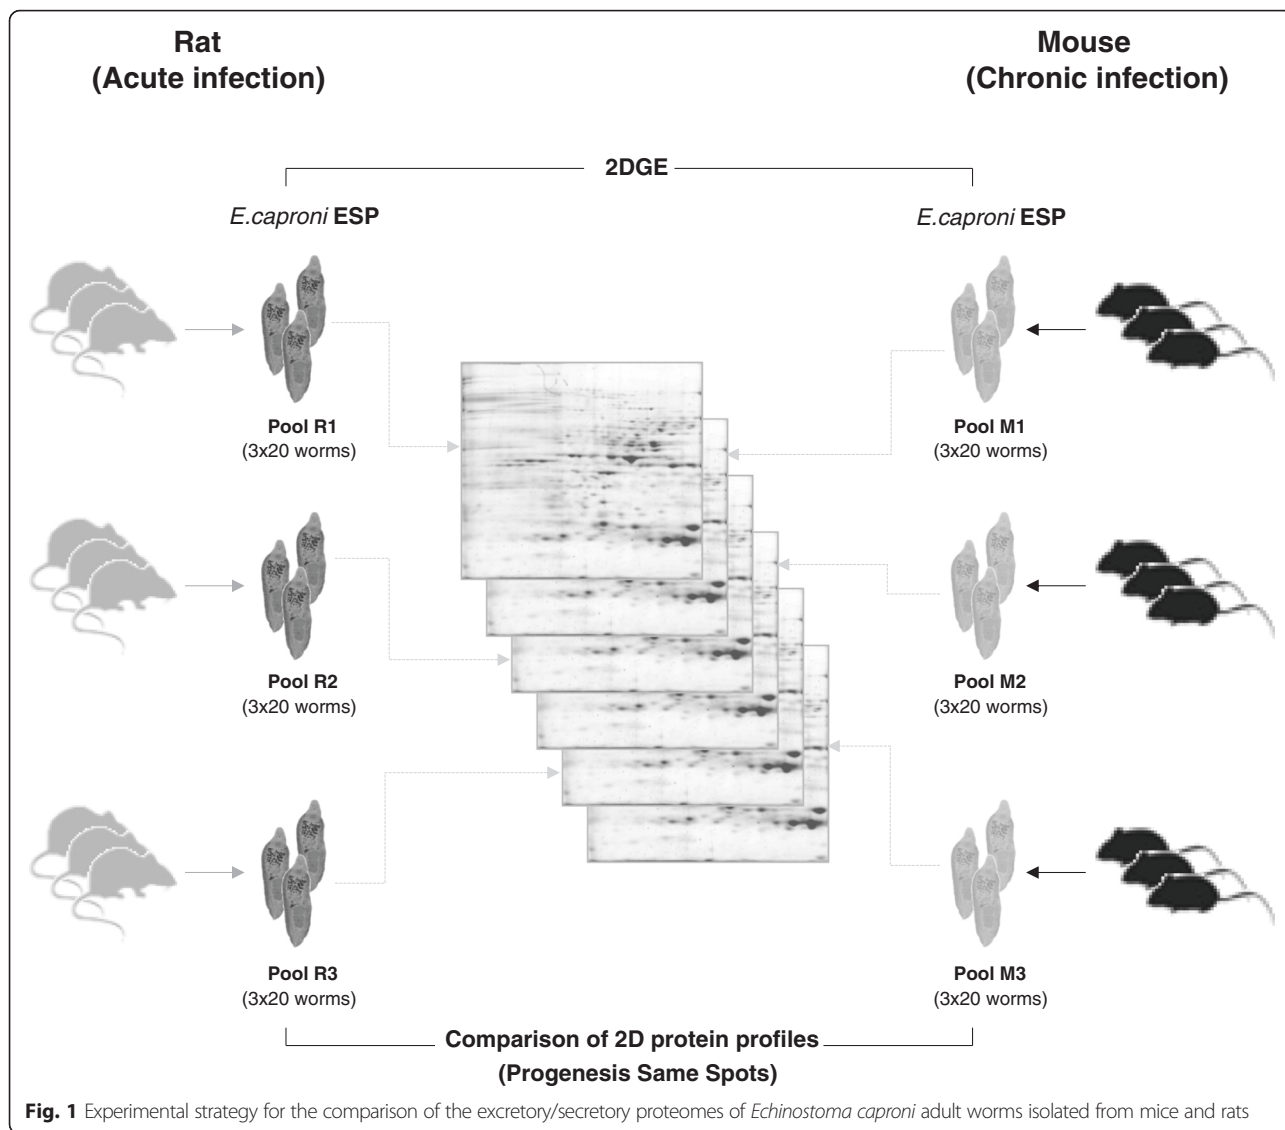 Rat
(Acute infection)
Mouse
(Chronic infection)
2DGE
E.caproni ESP
E.caproni ESP
Pool R1
(3x20 worms)
Pool M1
(3x20 worms)
Pool R2
(3x20 worms)
Pool M2
(3x20 worms)
Pool R3
(3x20 worms)
Pool M3
(3x20 worms)
Comparison of 2D protein profiles
(Progenesis Same Spots)
Fig. 1 Experimental strategy for the comparison of the excretory/secretory proteomes of Echinostoma caproni adult worms isolated from mice and rats